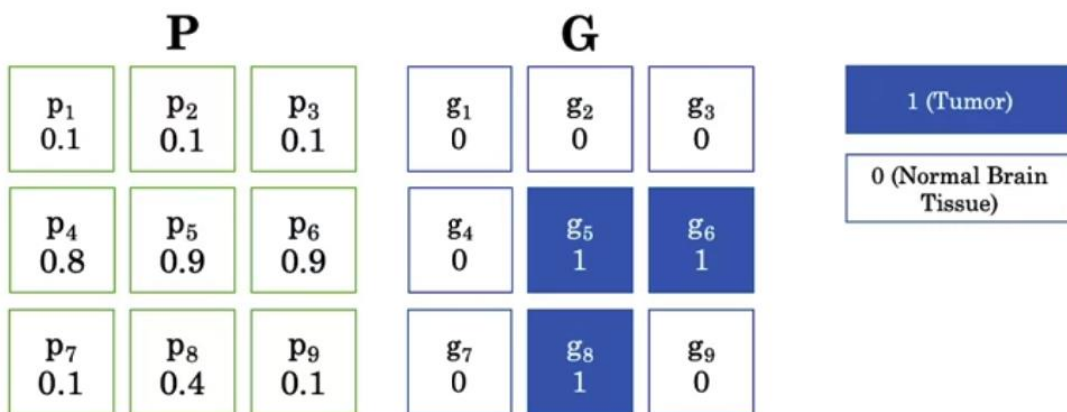 P
G
p₁ p₂ p₃
0.1 0.1 0.1
g₁ g₂ g₃
0 0 0
1 (Tumor)
0 (Normal Brain
Tissue)
p₄ p₅ p₆
0.8 0.9 0.9
g₄ g₅ g₆
0 1 1
p₇ p₈ p₉
0.1 0.4 0.1
g₇ g₈ g₉
0 1 0